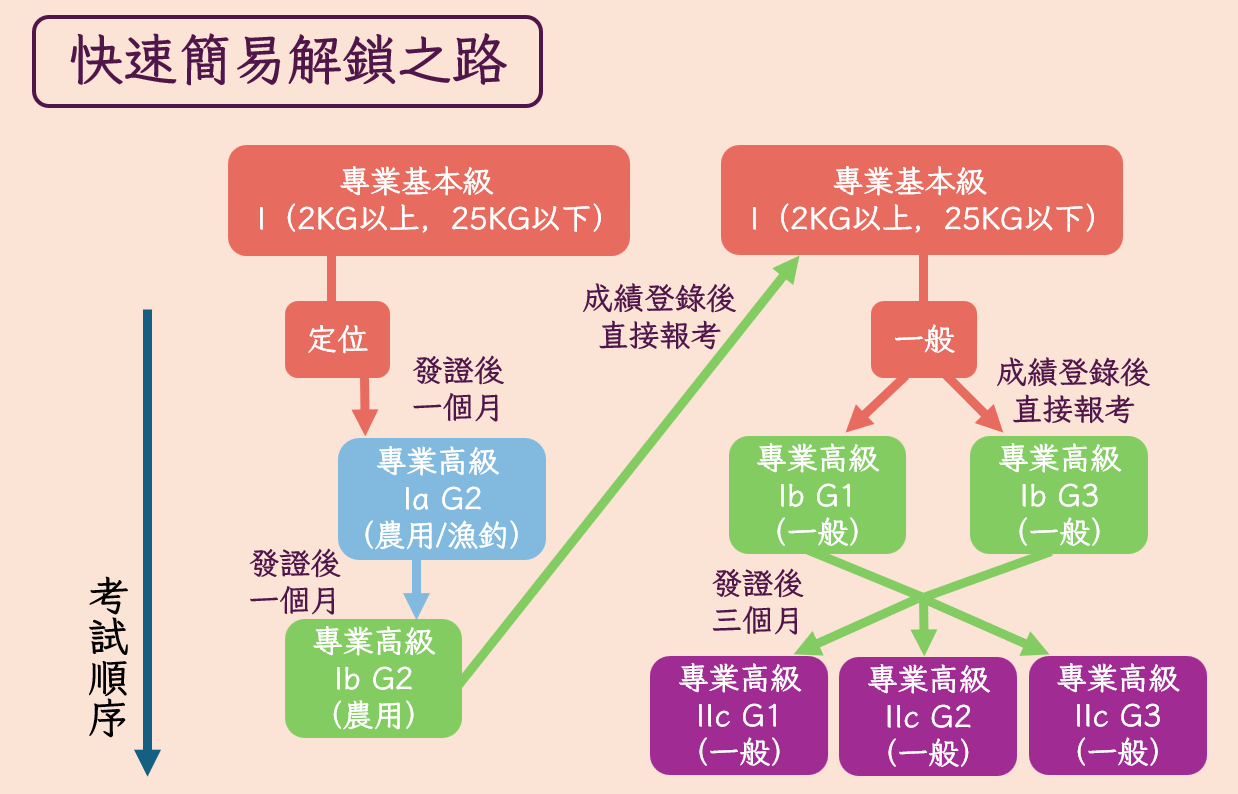 快速簡易解鎖之路
專業基本級
I（2KG以上，25KG以下）
定位
發證後
一個月
專業高級
Ia G2
(農用/漁釣)
發證後
一個月
專業高級
Ib G2
(農用)
成績登錄後
直接報考
專業基本級
I（2KG以上，25KG以下）
一般
成績登錄後
直接報考
專業高級
Ib G1
(一般)
專業高級
Ib G3
(一般)
發證後
三個月
專業高級
IIc G1
(一般)
專業高級
IIc G2
(一般)
專業高級
IIc G3
(一般)
考試順序